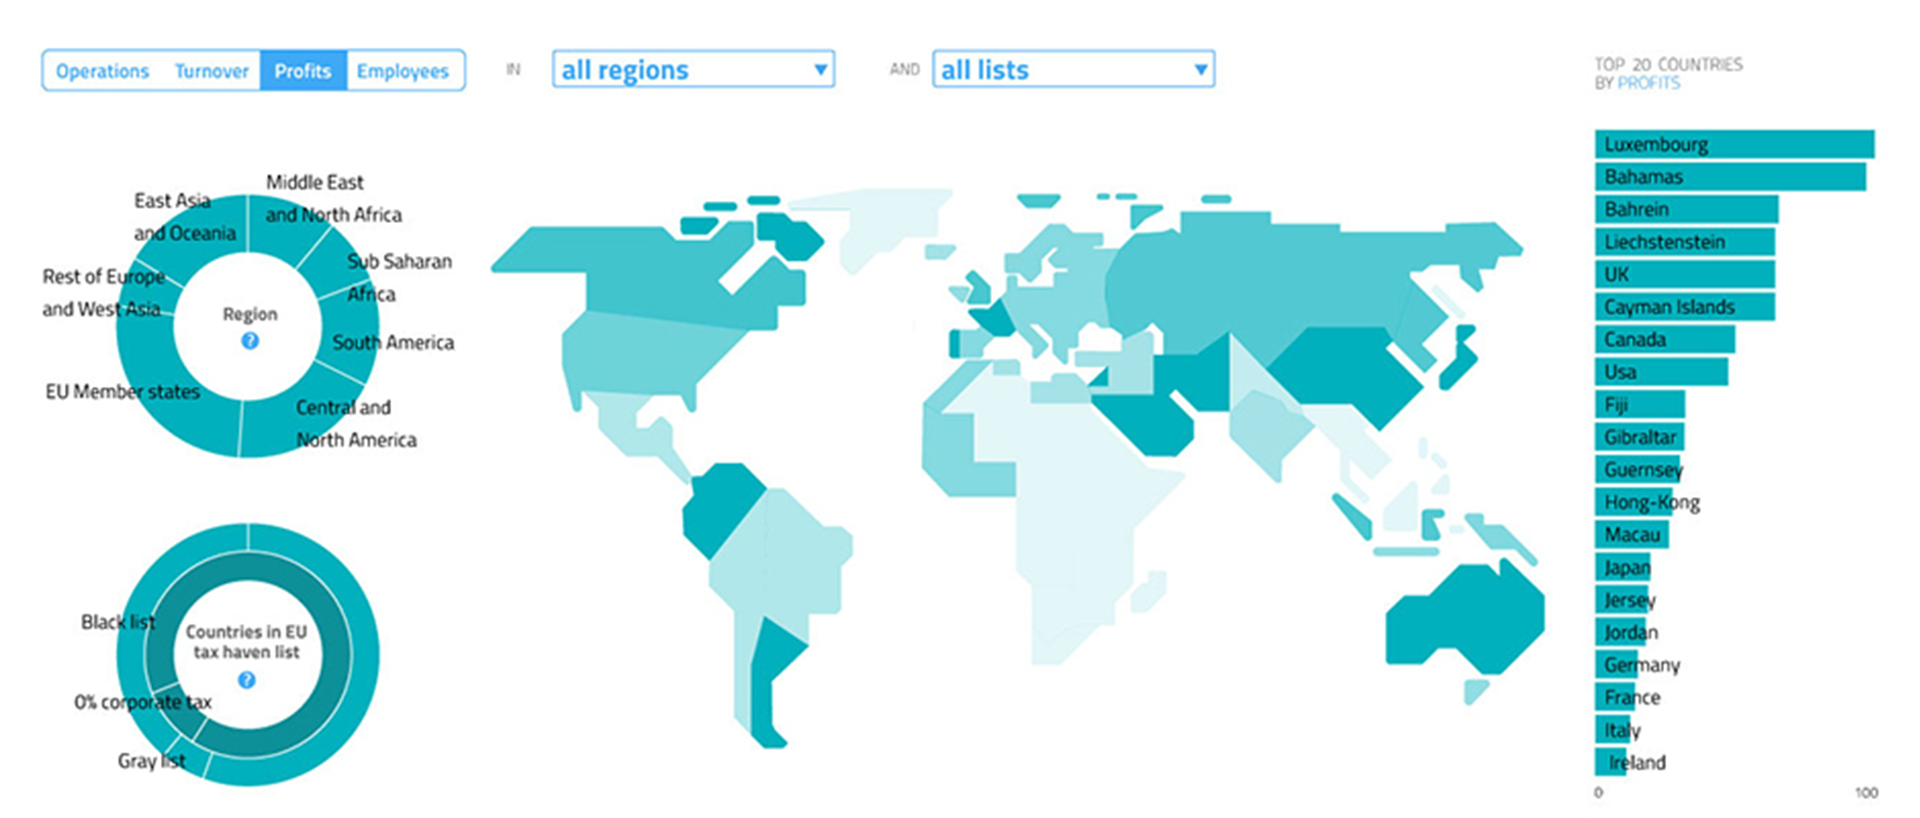 Operations Turnover Profits Employees
IN
all regions
AND
all lists
TOP 20 COUNTRIES
BY PROFITS
Middle East
and North Africa
East Asia
and Oceania
Sub Saharan
Africa
Rest of Europe
and West Asia
Region
?
South America
EU Member states
Central and
North America
Black list
Countries in EU
tax haven list
?
0% corporate tax
Gray list
Luxembourg
Bahamas
Bahrein
Liechstenstein
UK
Cayman Islands
Canada
Usa
Fiji
Gibraltar
Guernsey
Hong-Kong
Macau
Japan
Jersey
Jordan
Germany
France
Italy
Ireland
0 100